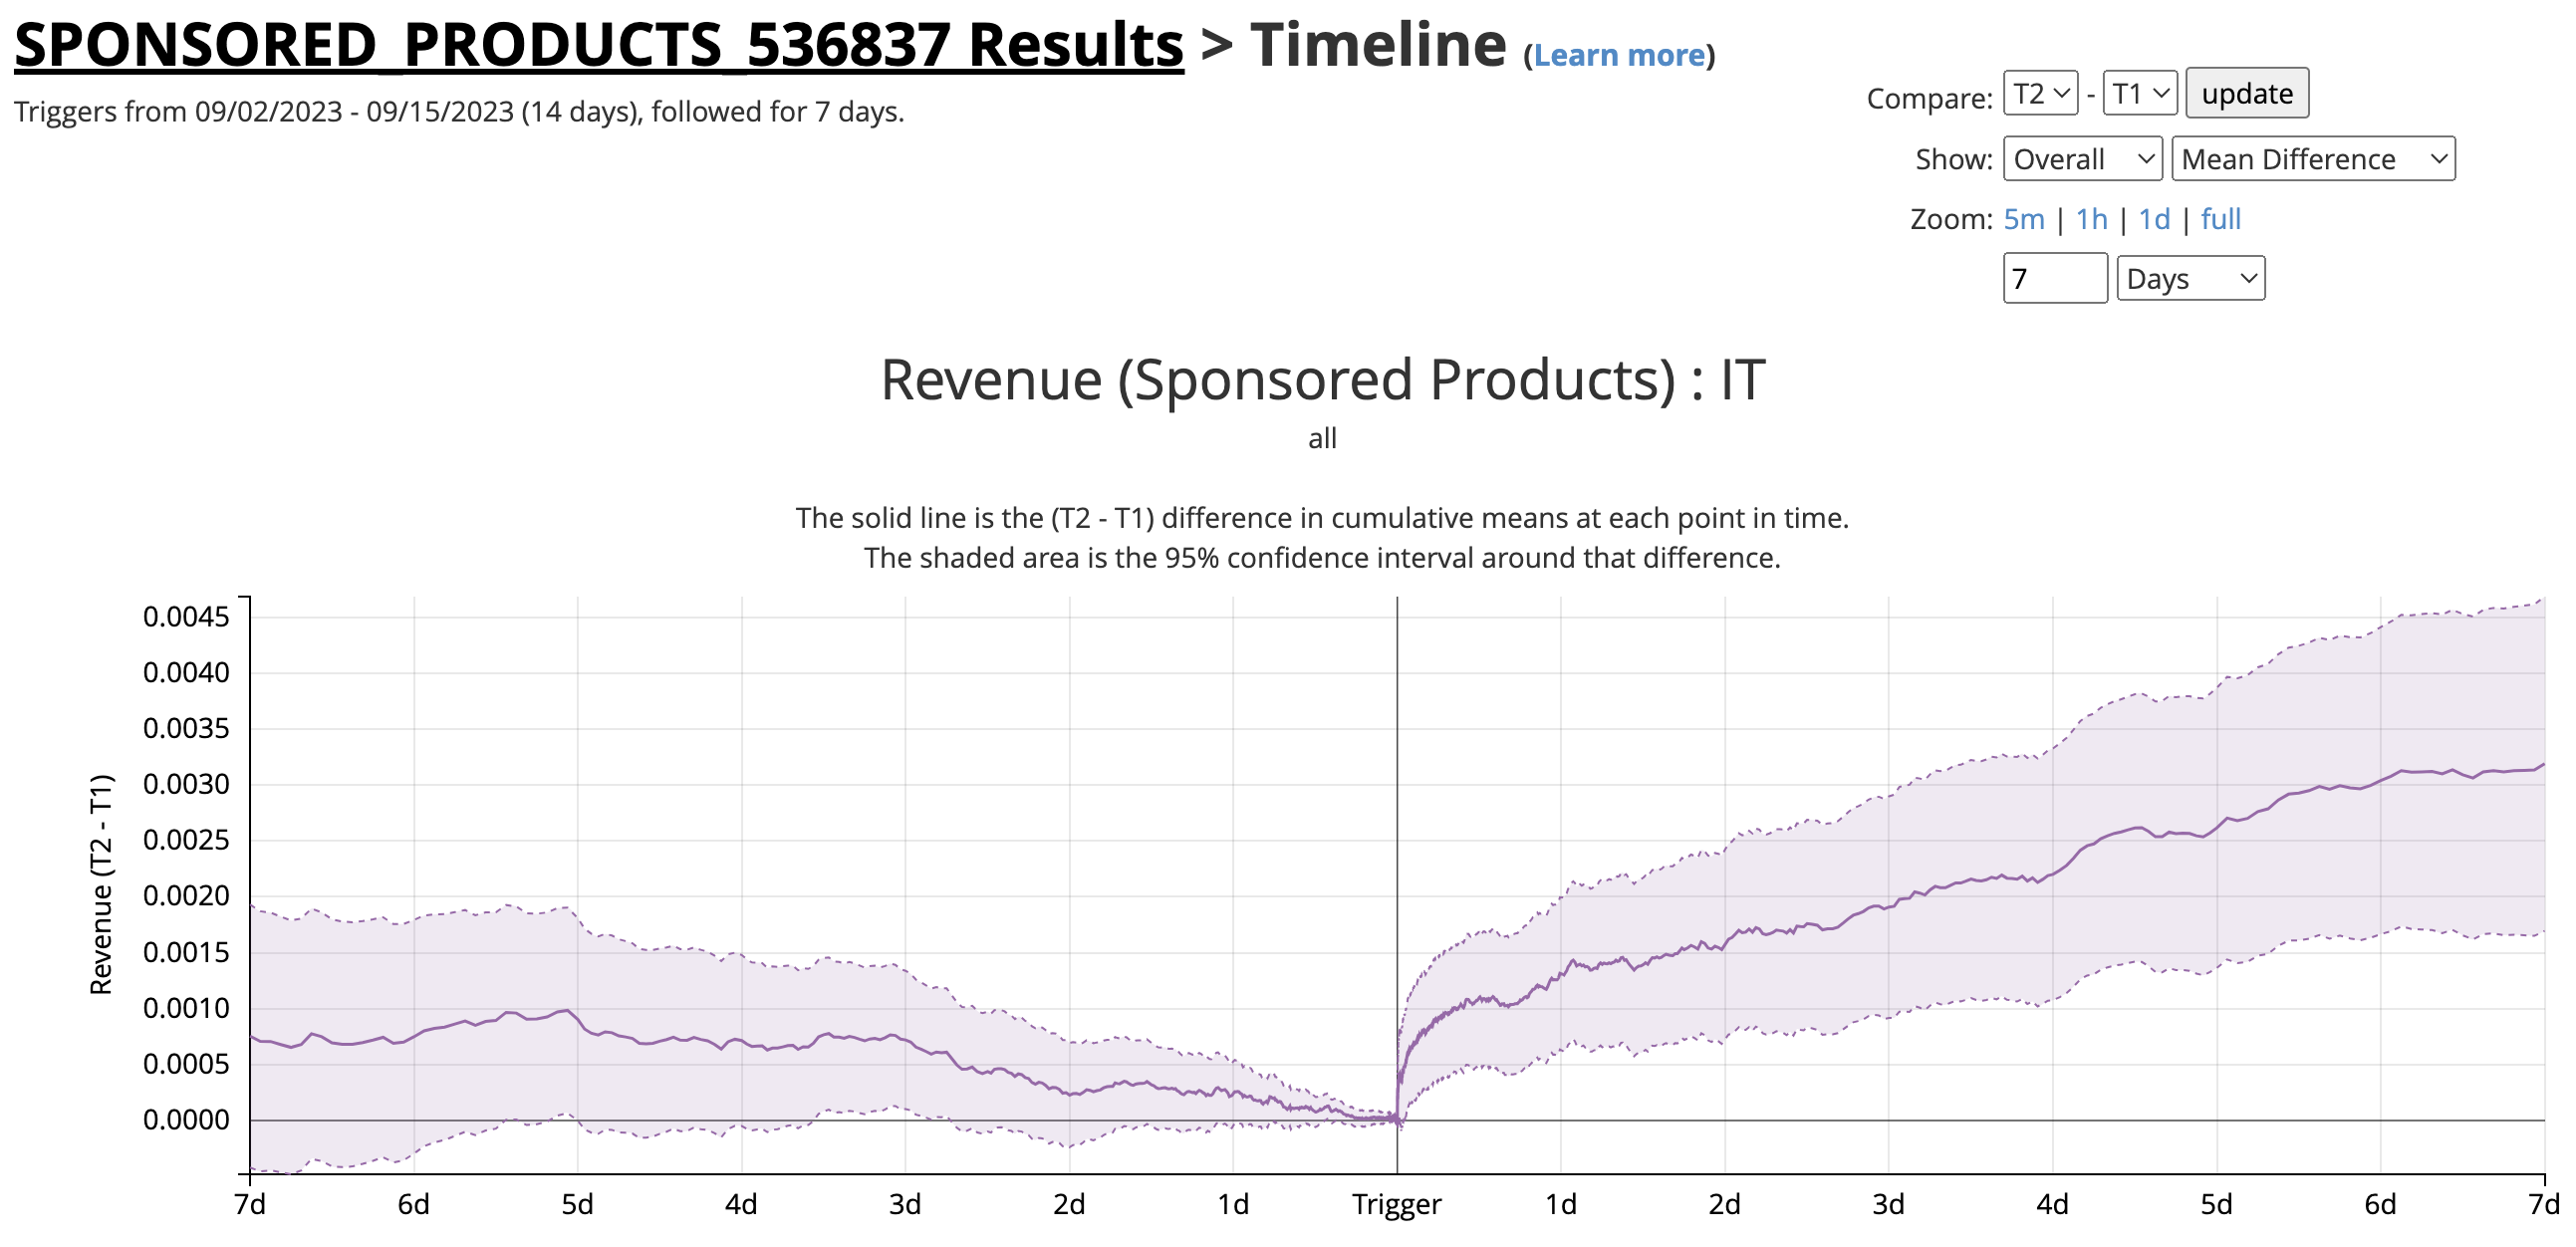 SPONSORED_PRODUCTS_536837 Results > Timeline (Learn more)
Triggers from 09/02/2023 - 09/15/2023 (14 days), followed for 7 days.
Compare: T2 - T1 update
Show: Overall Mean Difference
Zoom: 5m | 1h | 1d | full
7 Days
Revenue (Sponsored Products) : IT
all
The solid line is the (T2 - T1) difference in cumulative means at each point in time.
The shaded area is the 95% confidence interval around that difference.
Revenue (T2 - T1)
0.0045
0.0040
0.0035
0.0030
0.0025
0.0020
0.0015
0.0010
0.0005
0.0000
7d 6d 5d 4d 3d 2d 1d Trigger 1d 2d 3d 4d 5d 6d 7d